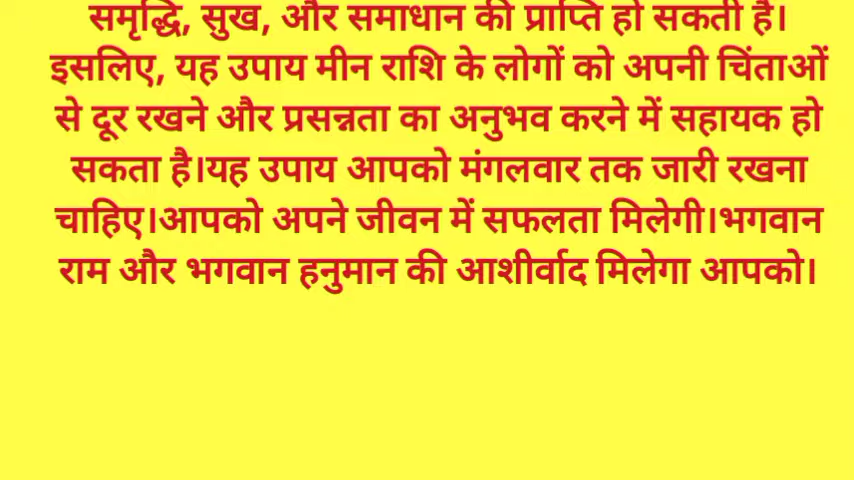 समृद्धि, सुख, और समाधान की प्राप्ति हो सकती है।
इसलिए, यह उपाय मीन राशि के लोगों को अपनी चिंताओं
से दूर रखने और प्रसन्नता का अनुभव करने में सहायक हो
सकता है।यह उपाय आपको मंगलवार तक जारी रखना
चाहिए।आपको अपने जीवन में सफलता मिलेगी।भगवान
राम और भगवान हनुमान की आशीर्वाद मिलेगा आपको।